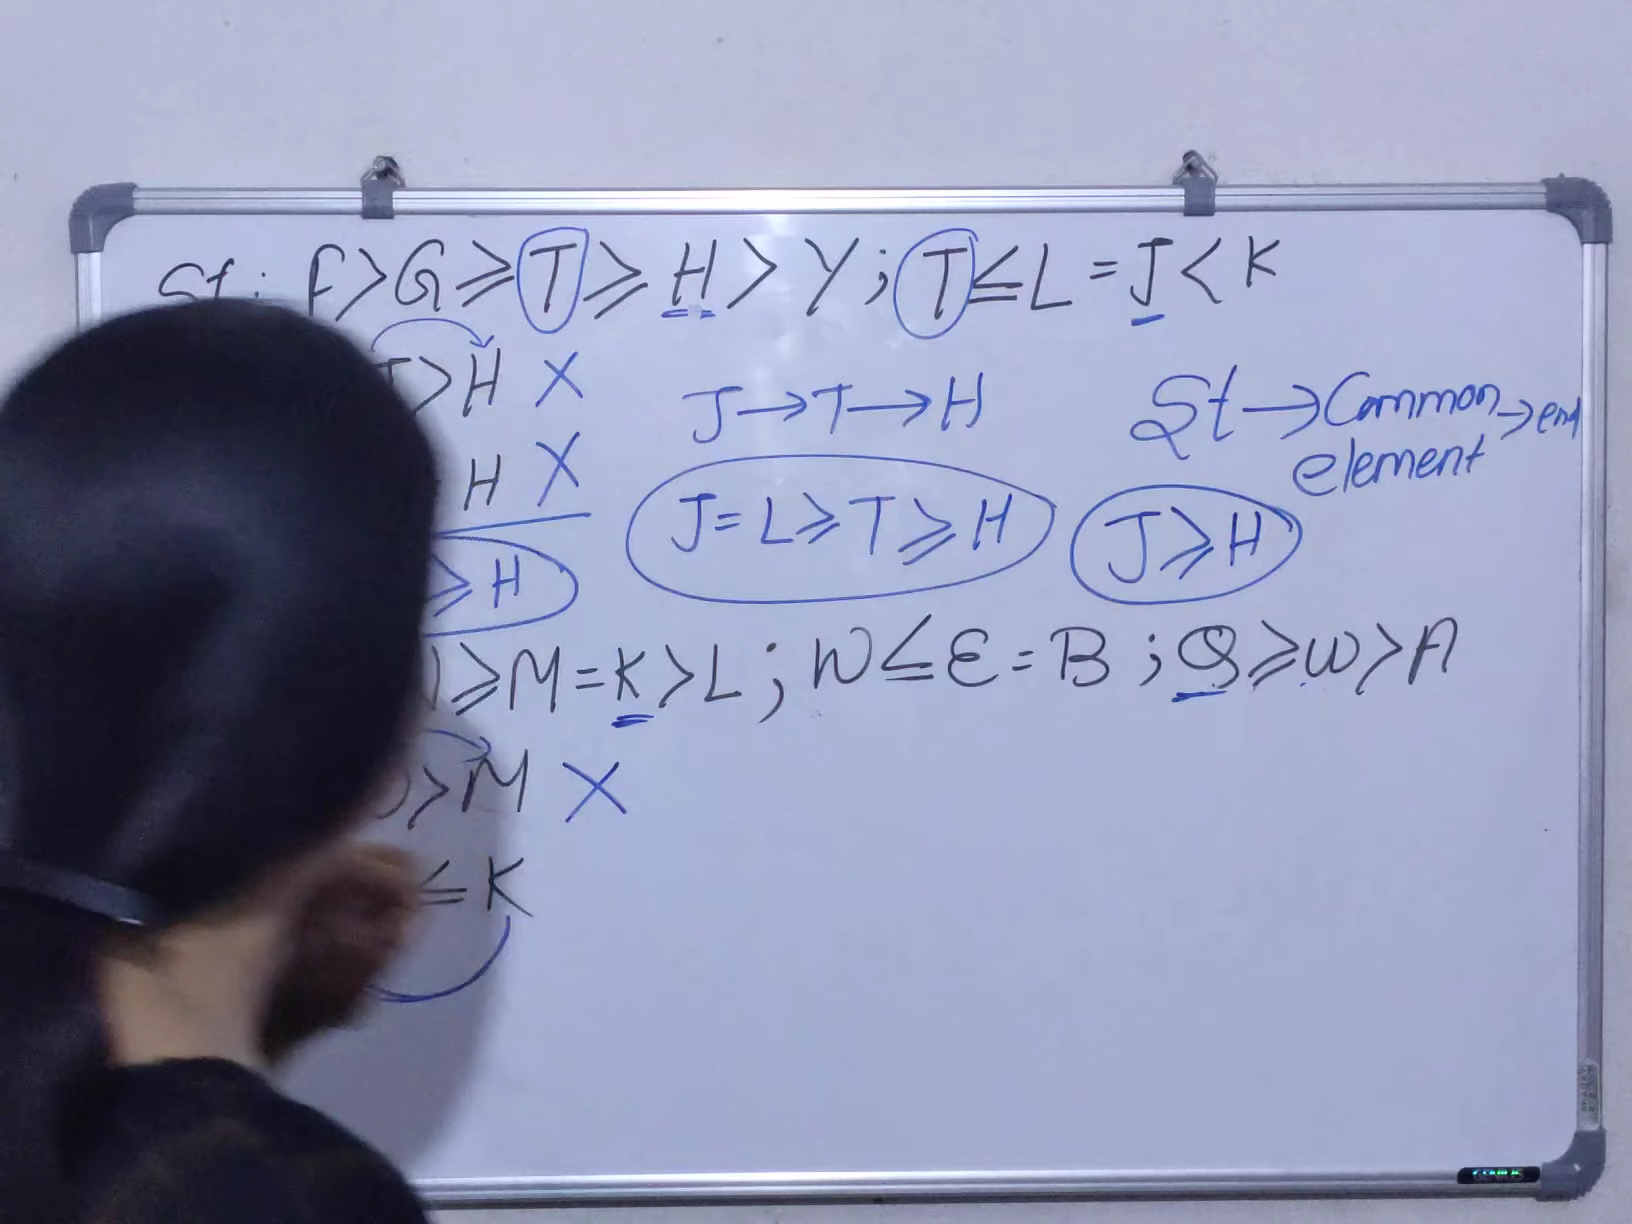 St: F>G≥T≥H>Y; T≤L=J<K
>H X
J→T→H
St→Common element→end
H X
J=L≥T≥H
J≥H
≥H
≥M=K>L; W≤E=B; Q≥W>A
>M X
≤K